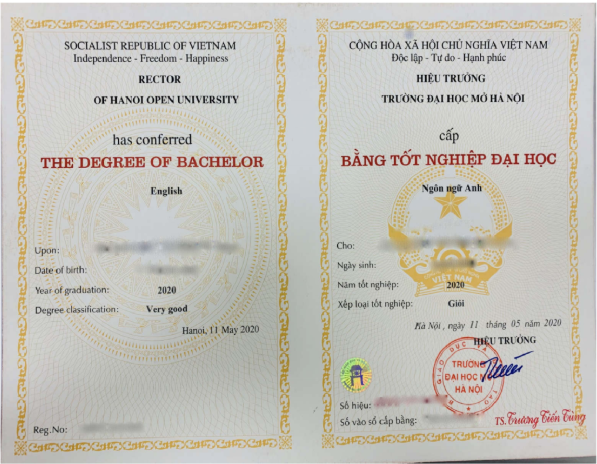 SOCIALIST REPUBLIC OF VIETNAM
Independence - Freedom - Happiness
RECTOR
OF HANOI OPEN UNIVERSITY
has conferred
THE DEGREE OF BACHELOR
English
Upon:
Date of birth:
Year of graduation: 2020
Degree classification: Very good
Hanoi, 11 May 2020
Reg.No:
CỘNG HÒA XÃ HỘI CHỦ NGHĨA VIỆT NAM
Độc lập - Tự do - Hạnh phúc
HIỆU TRƯỞNG
TRƯỜNG ĐẠI HỌC MỞ HÀ NỘI
cấp
BẰNG TỐT NGHIỆP ĐẠI HỌC
Ngôn ngữ Anh
VIỆT NAM
Cho:
Ngày sinh:
Năm tốt nghiệp: 2020
Xếp loại tốt nghiệp: Giỏi
Hà Nội, ngày 11 tháng 05 năm 2020
HIỆU TRƯỞNG
TRƯỜNG
ĐẠI HỌC M
HÀ NỘI
Số hiệu:
Số vào sổ cấp bằng:
TS. Trương Tiến Tùng